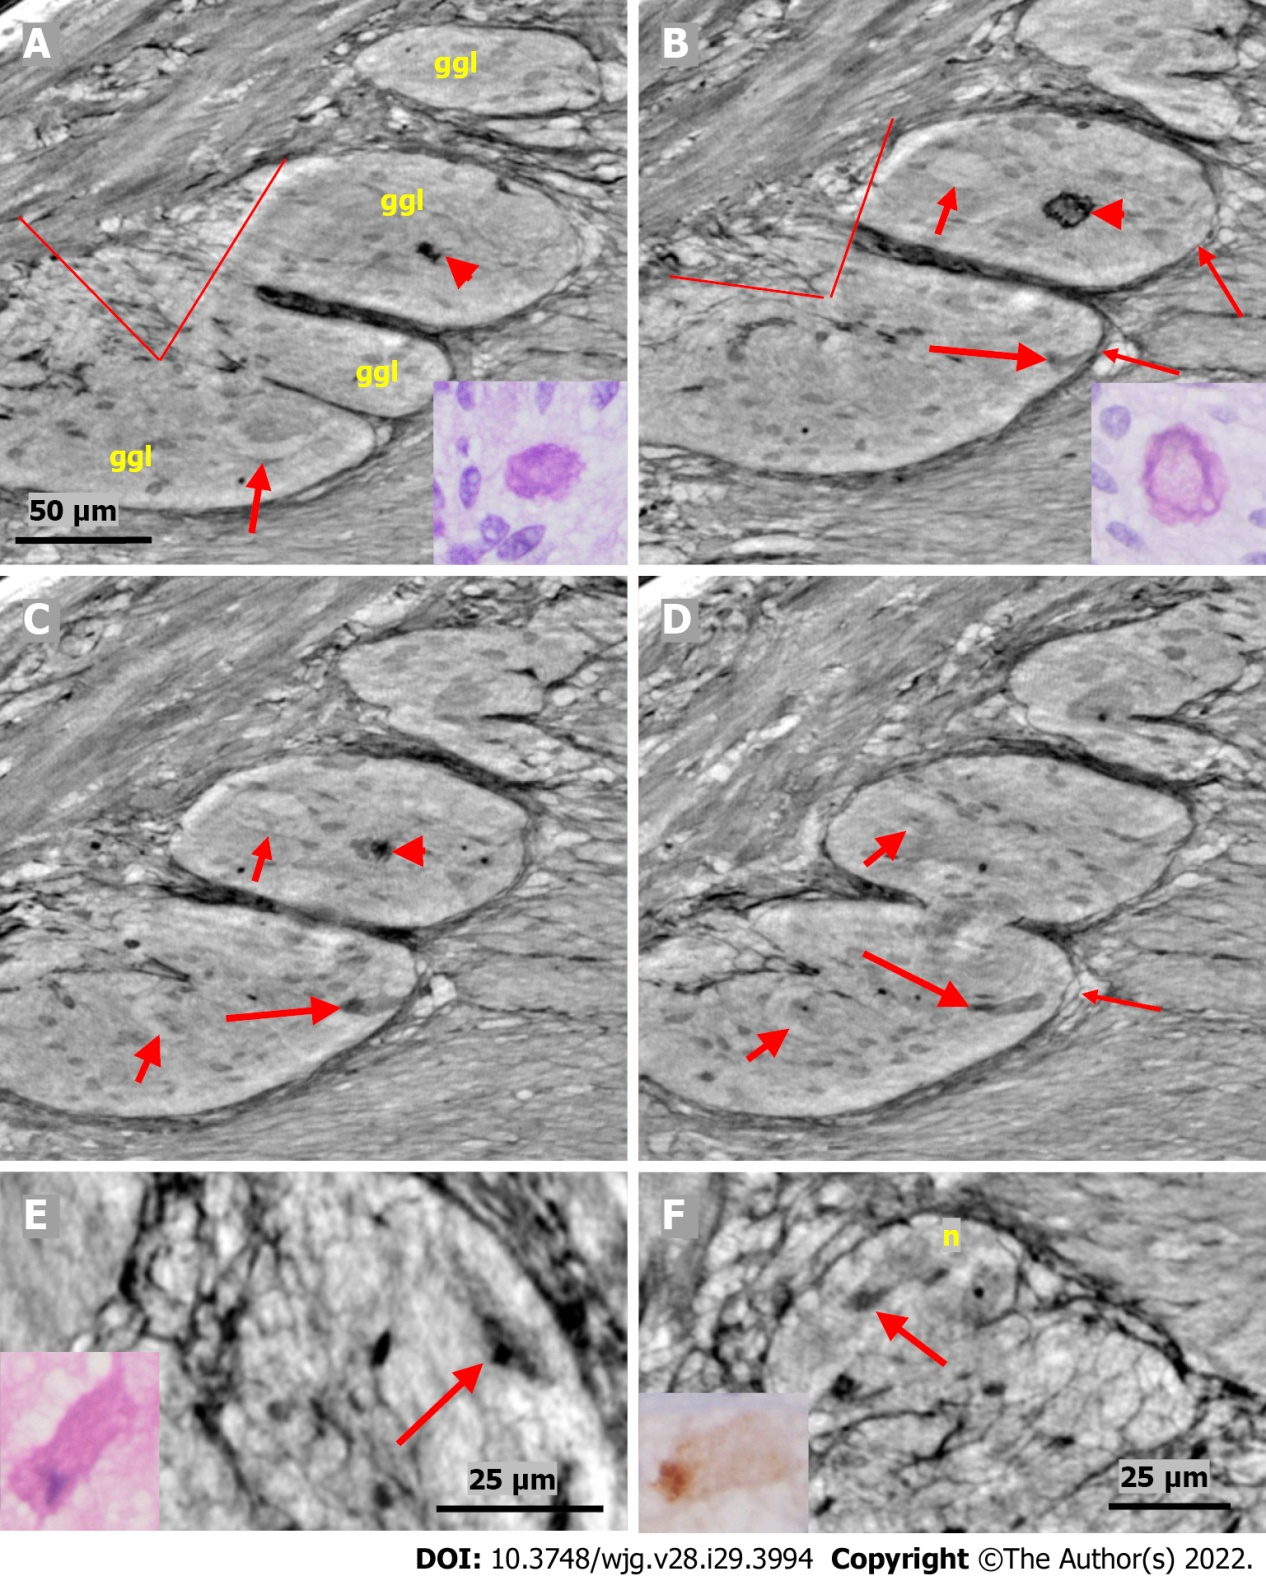 A
ggl
ggl
ggl
ggl
50 µm
B
C
D
E
25 µm
F
n
25 µm
DOI: 10.3748/wjg.v28.i29.3994 Copyright ©The Author(s) 2022.